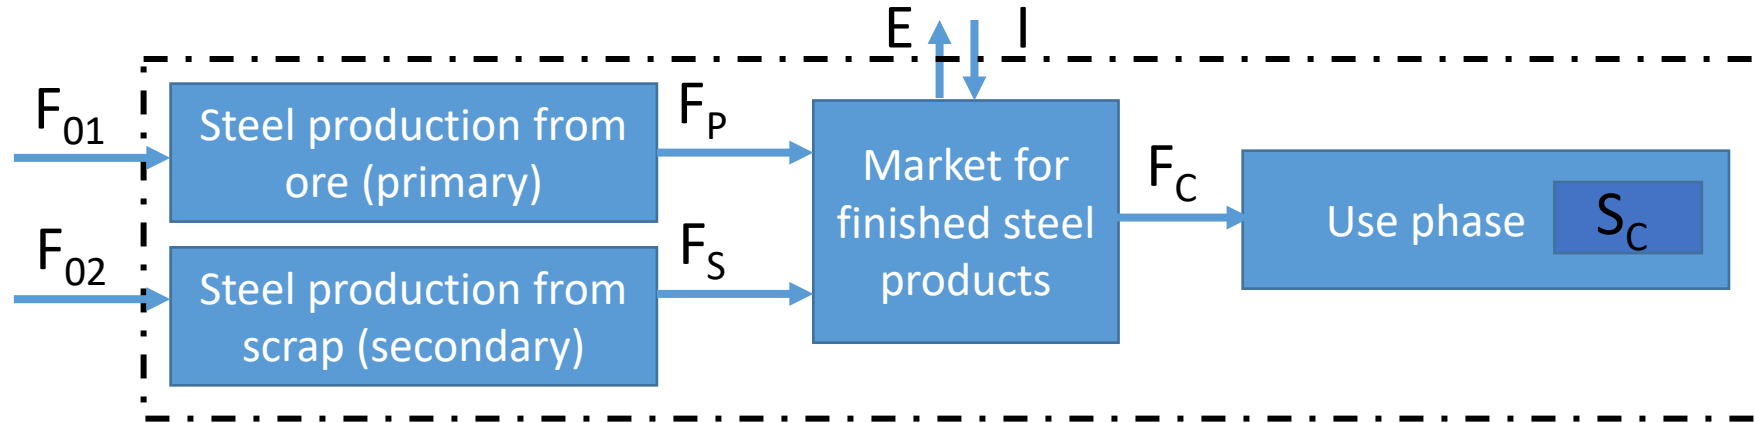 E I
F01
Steel production from
ore (primary)
FP
Market for
finished steel
products
FC
Use phase
SC
F02
Steel production from
scrap (secondary)
FS